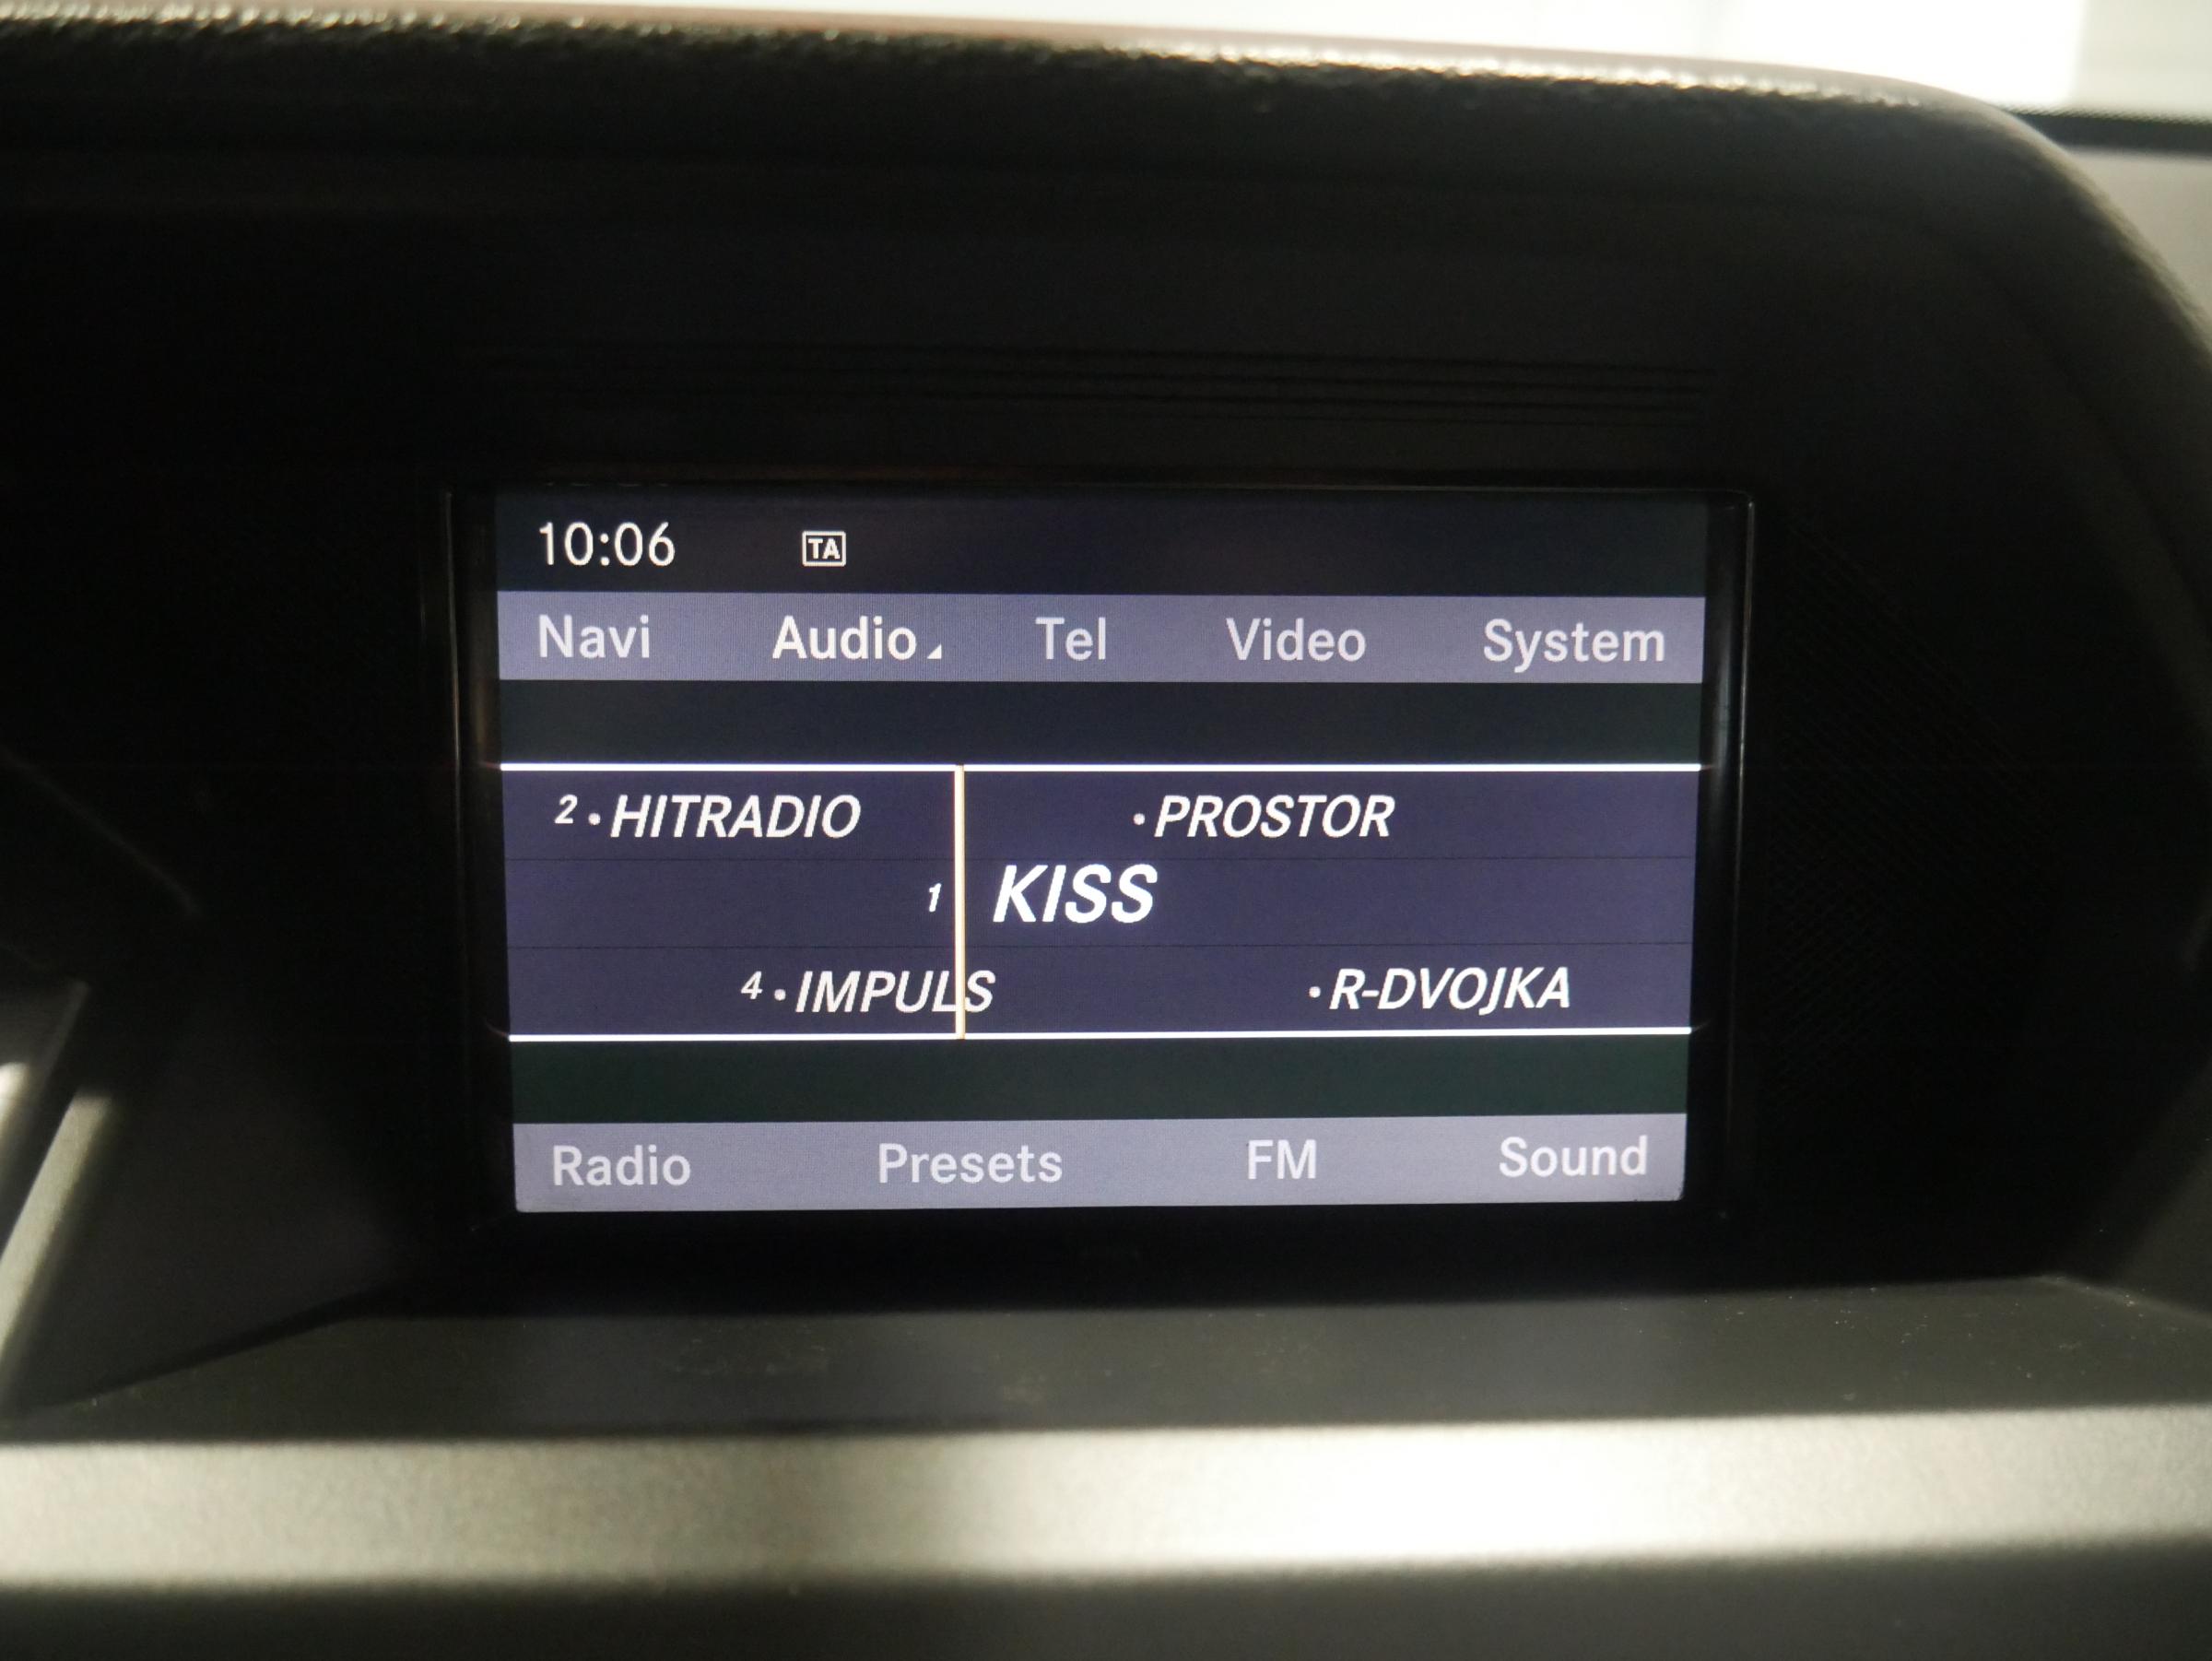 10:06 TA
Navi Audio Tel Video System
2 • HITRADIO • PROSTOR
1 KISS
4 • IMPULS • R-DVOJKA
Radio Presets FM Sound